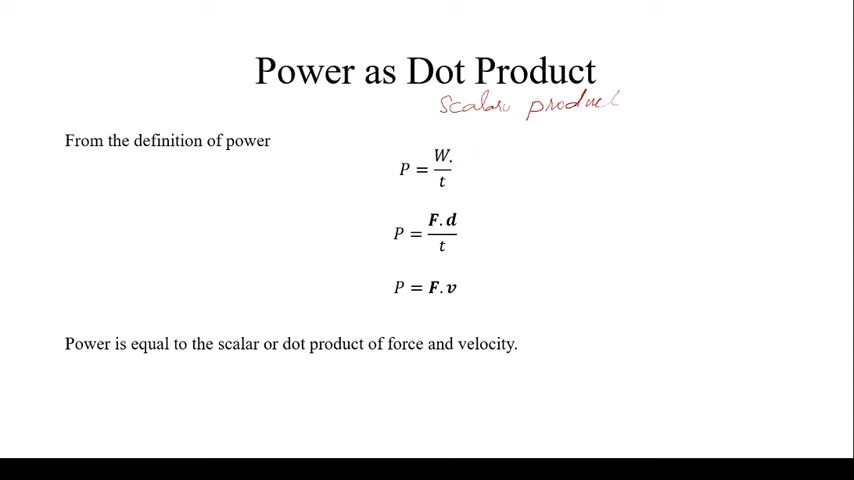 Power as Dot Product
scalar product
From the definition of power
P = W/t
P = F.d/t
P = F.v
Power is equal to the scalar or dot product of force and velocity.